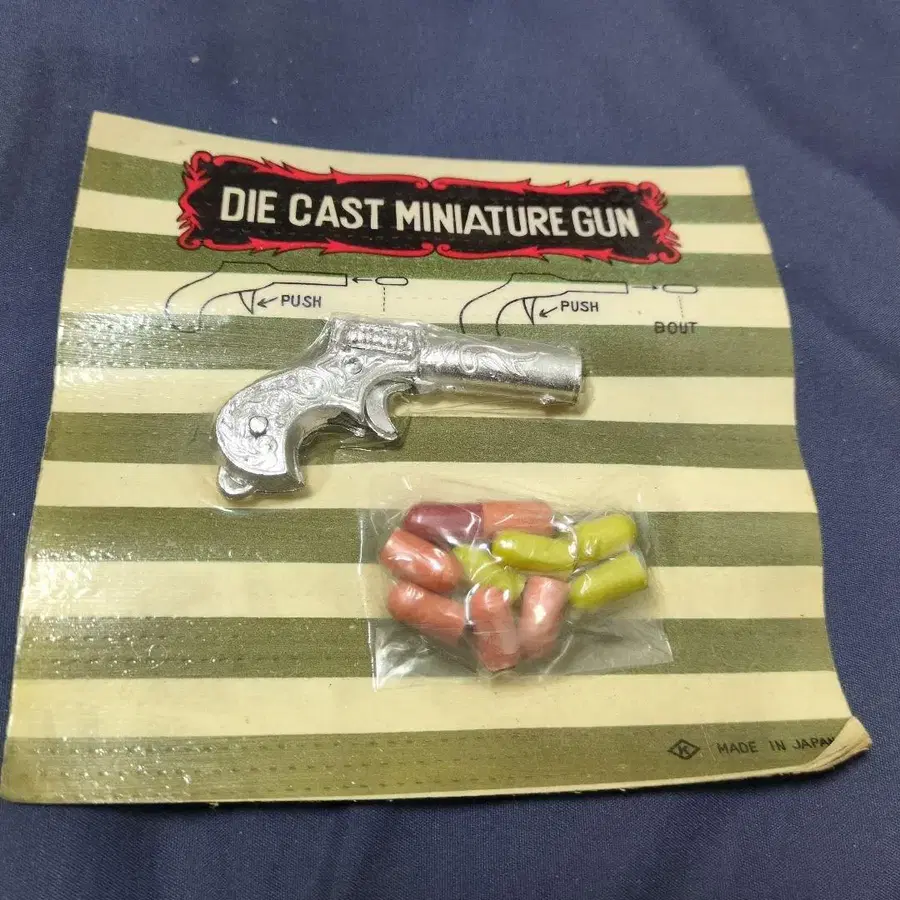 DIE CAST MINIATURE GUN
PUSH
PUSH
BOUT
K MADE IN JAPAN